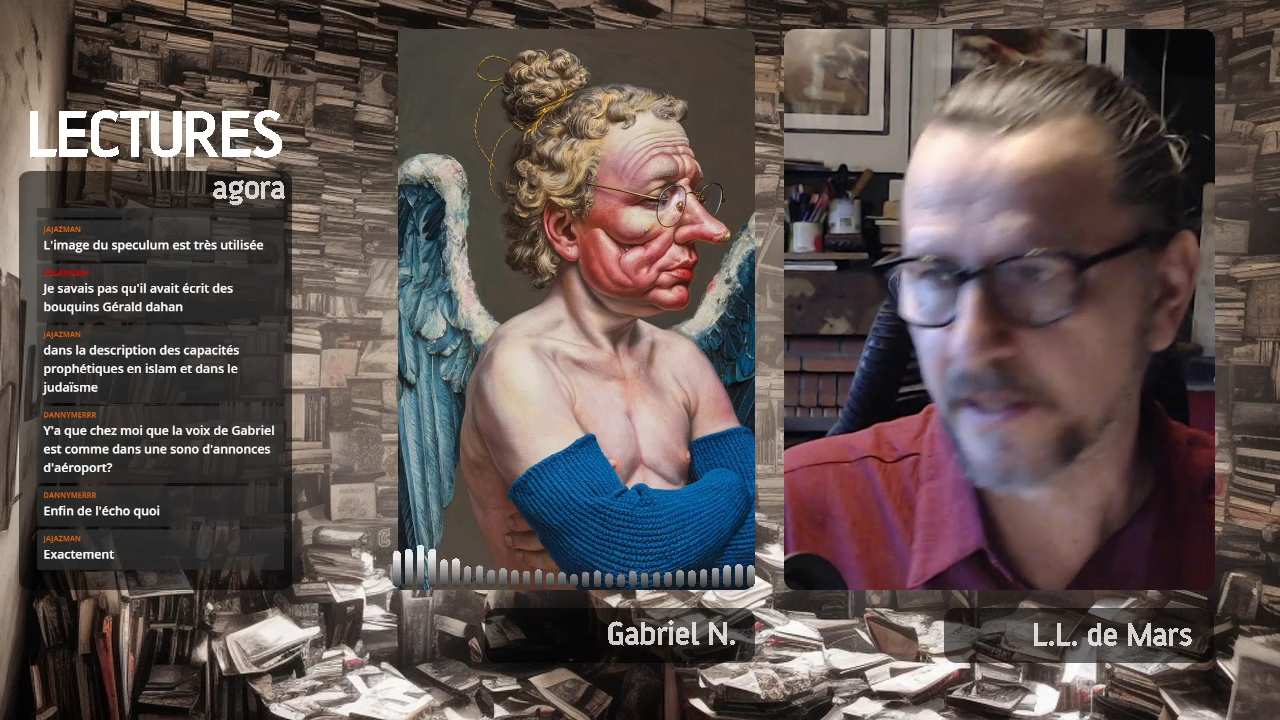 LECTURES
agora
JAJAZMAN
L'image du speculum est très utilisée
Je savais pas qu'il avait écrit des
bouquins Gérald dahan
JAJAZMAN
dans la description des capacités
prophétiques en islam et dans le
judaïsme
DANNYMERRR
Y'a que chez moi que la voix de Gabriel
est comme dans une sono d'annonces
d'aéroport?
DANNYMERRR
Enfin de l'écho quoi
JAJAZMAN
Exactement
Gabriel N.
L.L. de Mars